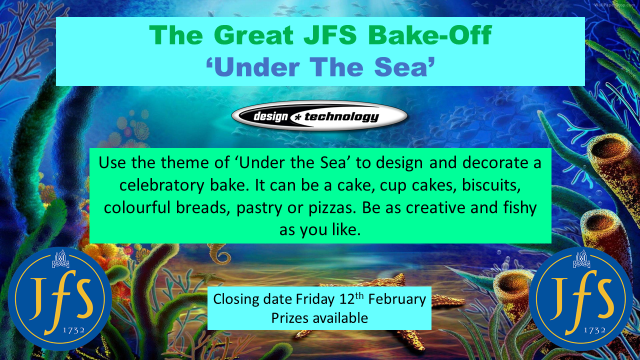 The Great JFS Bake-Off
‘Under The Sea’
design ★ technology
Use the theme of ‘Under the Sea’ to design and decorate a
celebratory bake. It can be a cake, cup cakes, biscuits,
colourful breads, pastry or pizzas. Be as creative and fishy
as you like.
JfS
1732
Closing date Friday 12th February
Prizes available
JfS
1732